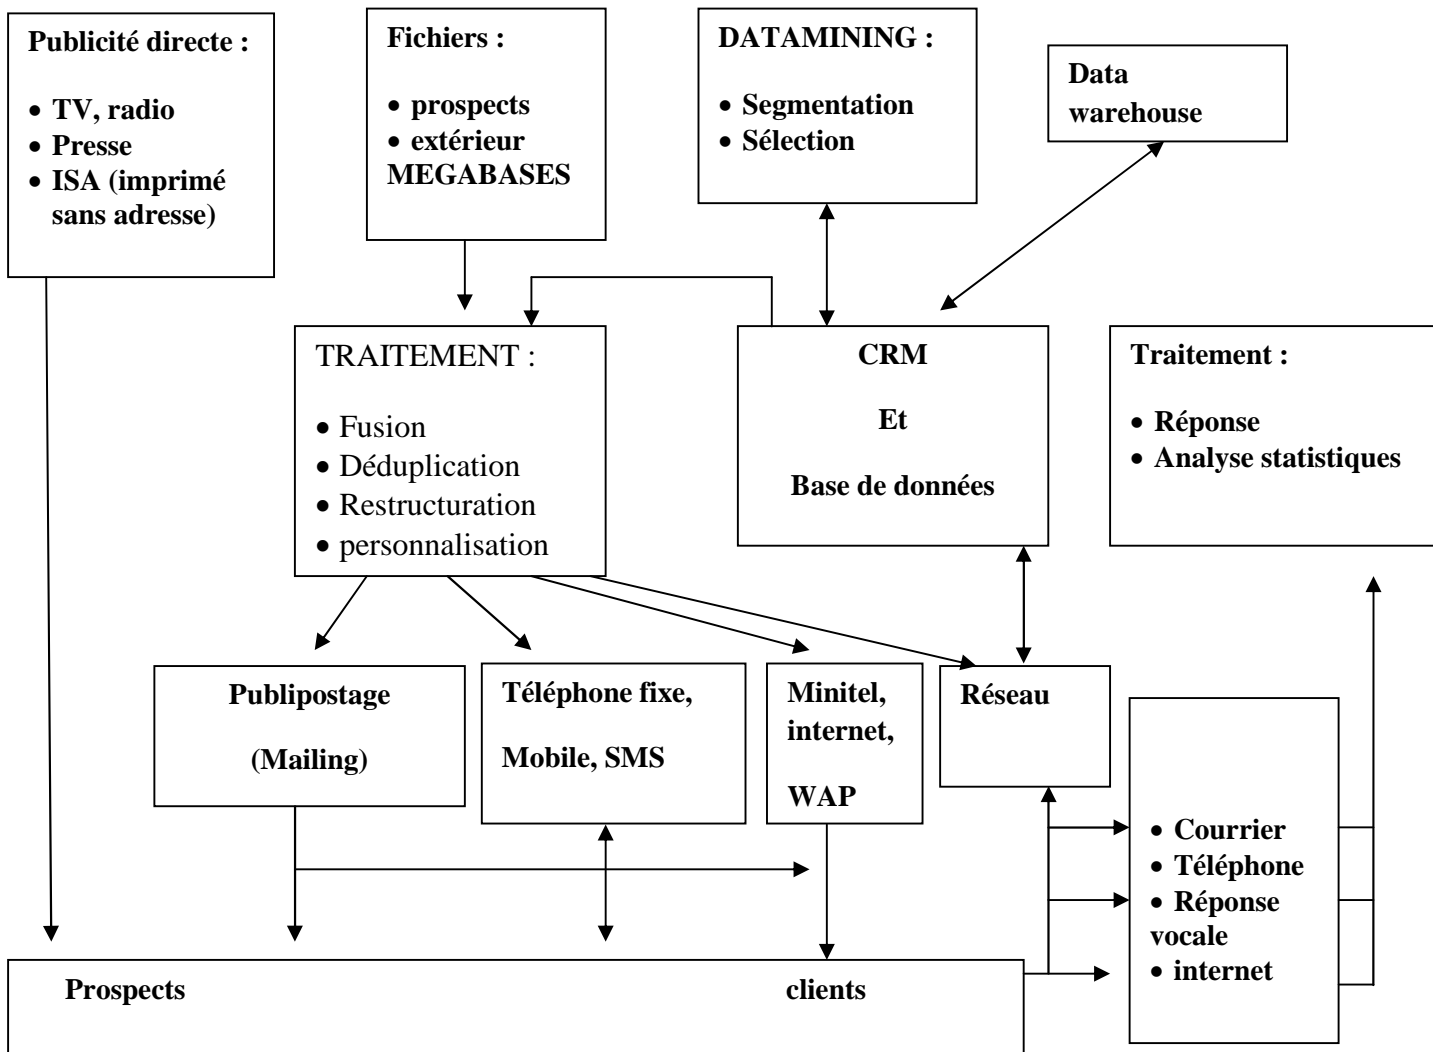 Publicité directe :
• TV, radio
• Presse
• ISA (imprimé
sans adresse)
Fichiers :
• prospects
• extérieur
MEGABASES
DATAMINING :
• Segmentation
• Sélection
Data
warehouse
TRAITEMENT :
• Fusion
• Déduplication
• Restructuration
• personnalisation
CRM
Et
Base de données
Traitement :
• Réponse
• Analyse statistiques
Publipostage
(Mailing)
Téléphone fixe,
Mobile, SMS
Minitel,
internet,
WAP
Réseau
• Courrier
• Téléphone
• Réponse
vocale
• internet
Prospects clients